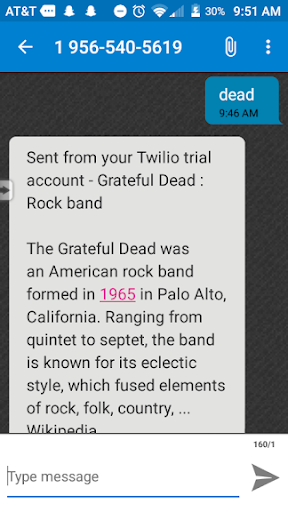 AT&T 30% 9:51 AM
1 956-540-5619
dead
9:46 AM
Sent from your Twilio trial
account - Grateful Dead :
Rock band
The Grateful Dead was
an American rock band
formed in 1965 in Palo Alto,
California. Ranging from
quintet to septet, the band
is known for its eclectic
style, which fused elements
of rock, folk, country, ...
Wikipedia
160/1
Type message